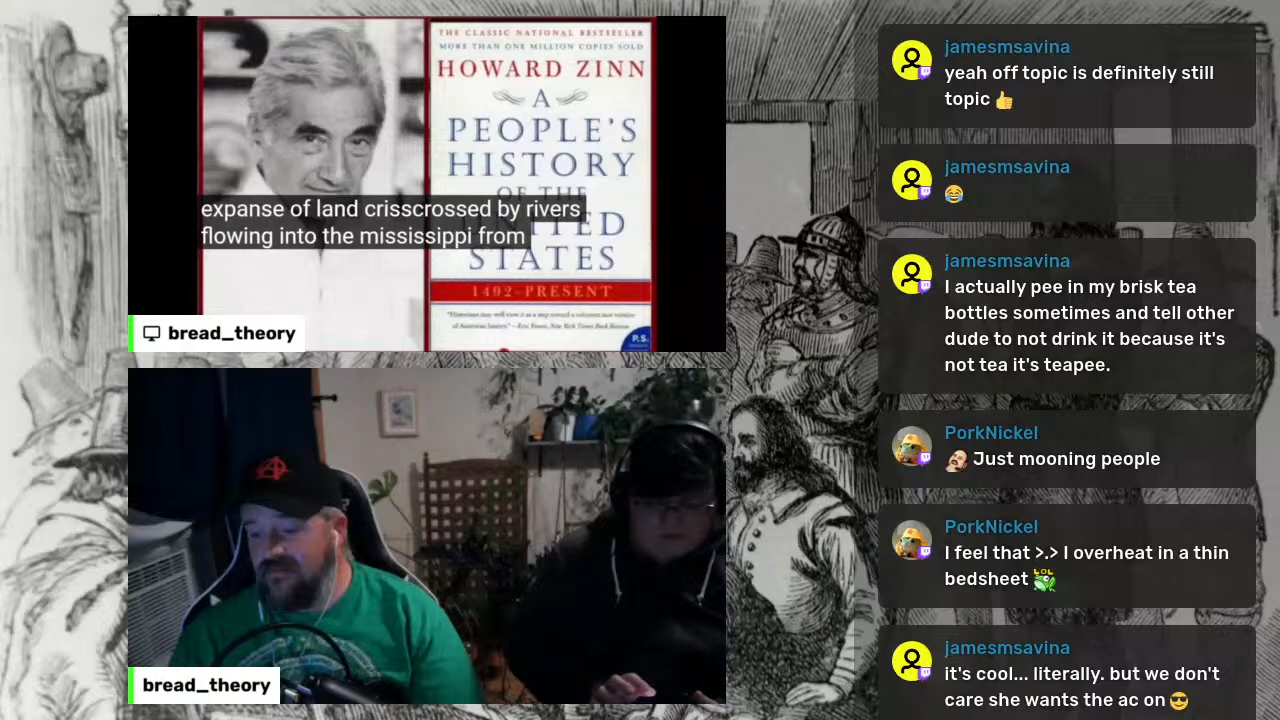 THE CLASSIC NATIONAL BESTSELLER
MORE THAN ONE MILLION COPIES SOLD
HOWARD ZINN
A
PEOPLE'S
HISTORY
OF THE
UNITED
STATES
1492–PRESENT
P.S.
expanse of land crisscrossed by rivers
flowing into the mississippi from
bread_theory
bread_theory
jamesmsavina
yeah off topic is definitely still
topic 👍
jamesmsavina
😂
jamesmsavina
I actually pee in my brisk tea
bottles sometimes and tell other
dude to not drink it because it's
not tea it's teapee.
PorkNickel
Just mooning people
PorkNickel
I feel that >.> I overheat in a thin
bedsheet
jamesmsavina
it's cool... literally. but we don't
care she wants the ac on 😎